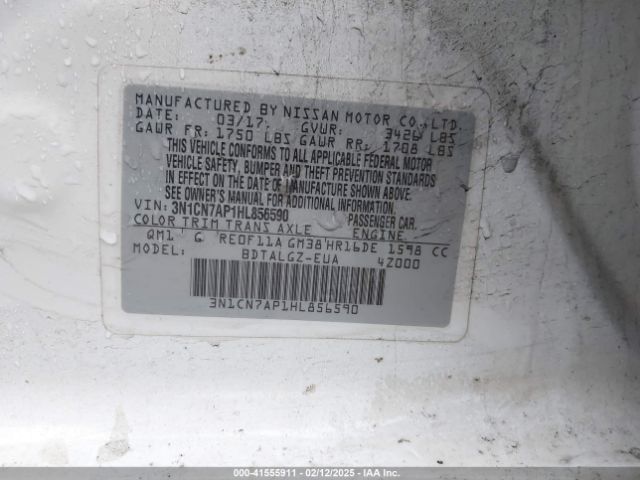 MANUFACTURED BY NISSAN MOTOR CO., LTD.
DATE: 03/17 GVWR: 3426 LBS
GAWR FR: 1750 LBS GAWR RR: 1708 LBS
THIS VEHICLE CONFORMS TO ALL APPLICABLE FEDERAL MOTOR
VEHICLE SAFETY, BUMPER AND THEFT PREVENTION STANDARDS
IN EFFECT ON THE DATE OF MANUFACTURE SHOWN ABOVE.
SEE OWNER'S MANUAL FOR ADDITIONAL INFORMATION.
VIN: 3N1CN7AP1HL856590 PASSENGER CAR
COLOR TRIM TRANS AXLE ENGINE
QM1 G RE0F11A GM38 HR16DE 1598 CC
MODEL: BDTALGZ-EUA 4Z000
3N1CN7AP1HL856590
000-41555911 - 02/12/2025 - IAA Inc.